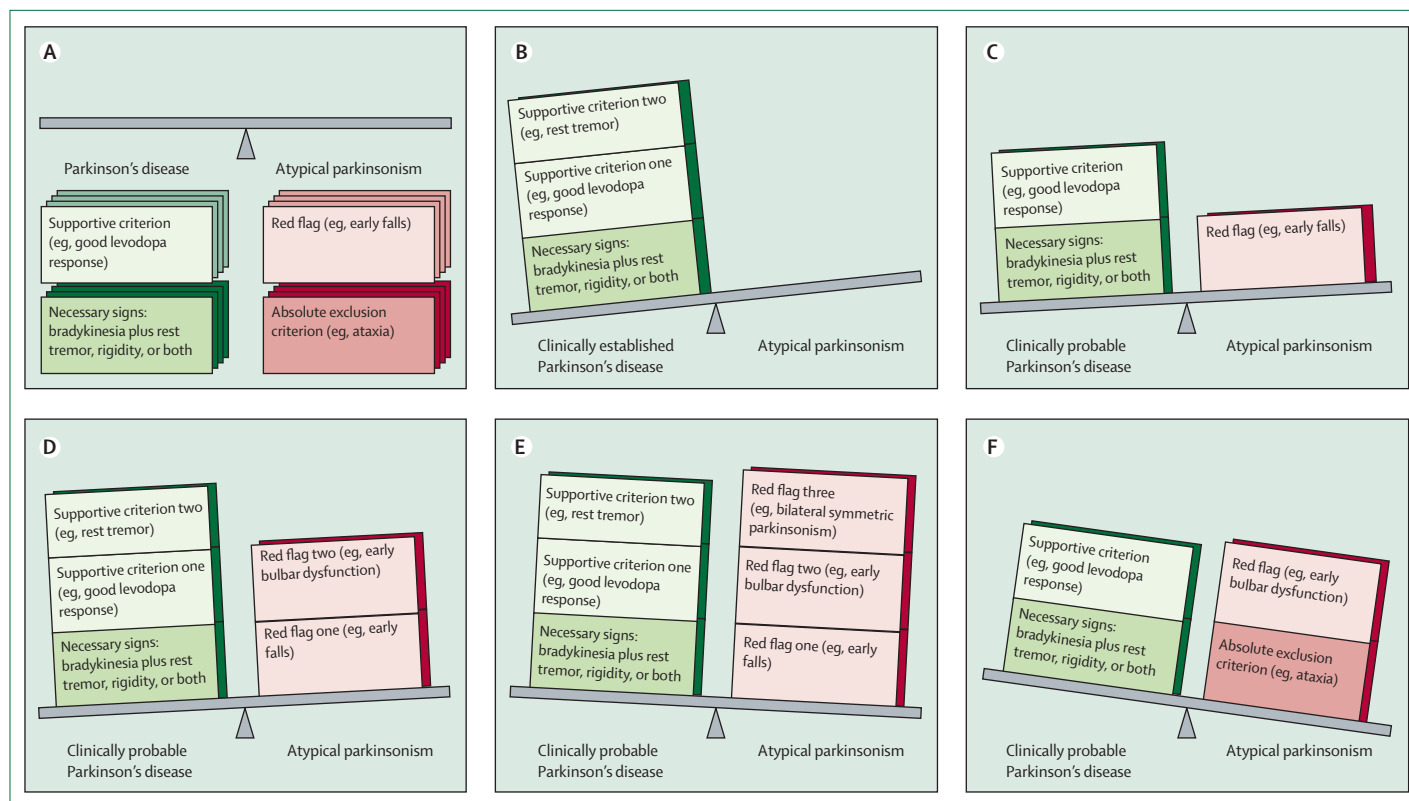 A
Parkinson's disease
Atypical parkinsonism
Supportive criterion
(eg, good levodopa
response)
Red flag (eg, early falls)
Necessary signs:
bradykinesia plus rest
tremor, rigidity, or both
Absolute exclusion
criterion (eg, ataxia)
B
Supportive criterion two
(eg, rest tremor)
Supportive criterion one
(eg, good levodopa
response)
Necessary signs:
bradykinesia plus rest
tremor, rigidity, or both
Clinically established
Parkinson's disease
Atypical parkinsonism
C
Supportive criterion
(eg, good levodopa
response)
Necessary signs:
bradykinesia plus rest
tremor, rigidity, or both
Red flag (eg, early falls)
Clinically probable
Parkinson's disease
Atypical parkinsonism
D
Supportive criterion two
(eg, rest tremor)
Supportive criterion one
(eg, good levodopa
response)
Necessary signs:
bradykinesia plus rest
tremor, rigidity, or both
Red flag two (eg, early
bulbar dysfunction)
Red flag one (eg, early
falls)
Clinically probable
Parkinson's disease
Atypical parkinsonism
E
Supportive criterion two
(eg, rest tremor)
Supportive criterion one
(eg, good levodopa
response)
Necessary signs:
bradykinesia plus rest
tremor, rigidity, or both
Red flag three
(eg, bilateral symmetric
parkinsonism)
Red flag two (eg, early
bulbar dysfunction)
Red flag one (eg, early
falls)
Clinically probable
Parkinson's disease
Atypical parkinsonism
F
Supportive criterion
(eg, good levodopa
response)
Necessary signs:
bradykinesia plus rest
tremor, rigidity, or both
Red flag (eg, early
bulbar dysfunction)
Absolute exclusion
criterion (eg, ataxia)
Clinically probable
Parkinson's disease
Atypical parkinsonism